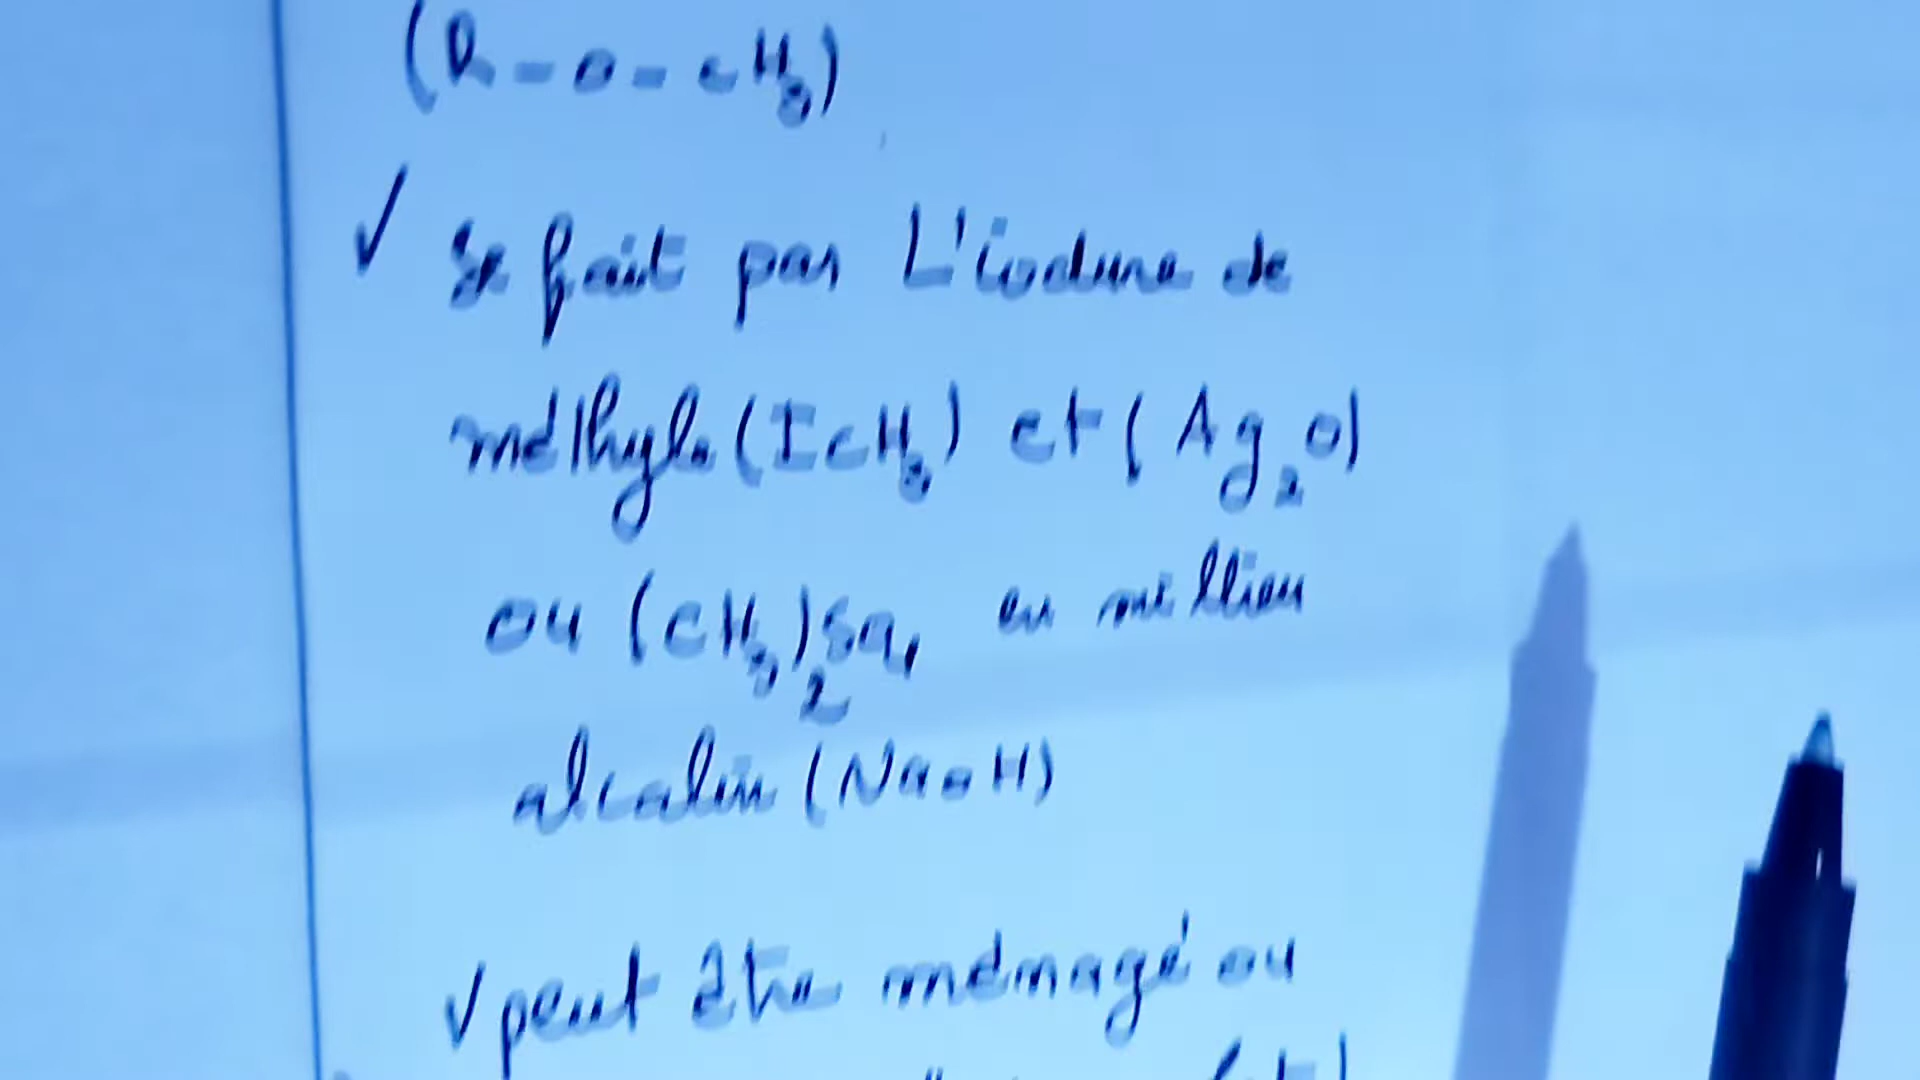 (R-O-CH₃)
✓ Se fait par L'iodure de
méthyle (ICH₃) et (Ag₂O)
ou (CH₃)₂SO₄ en millieu
alcalin (NaOH)
✓ peut être ménagé ou